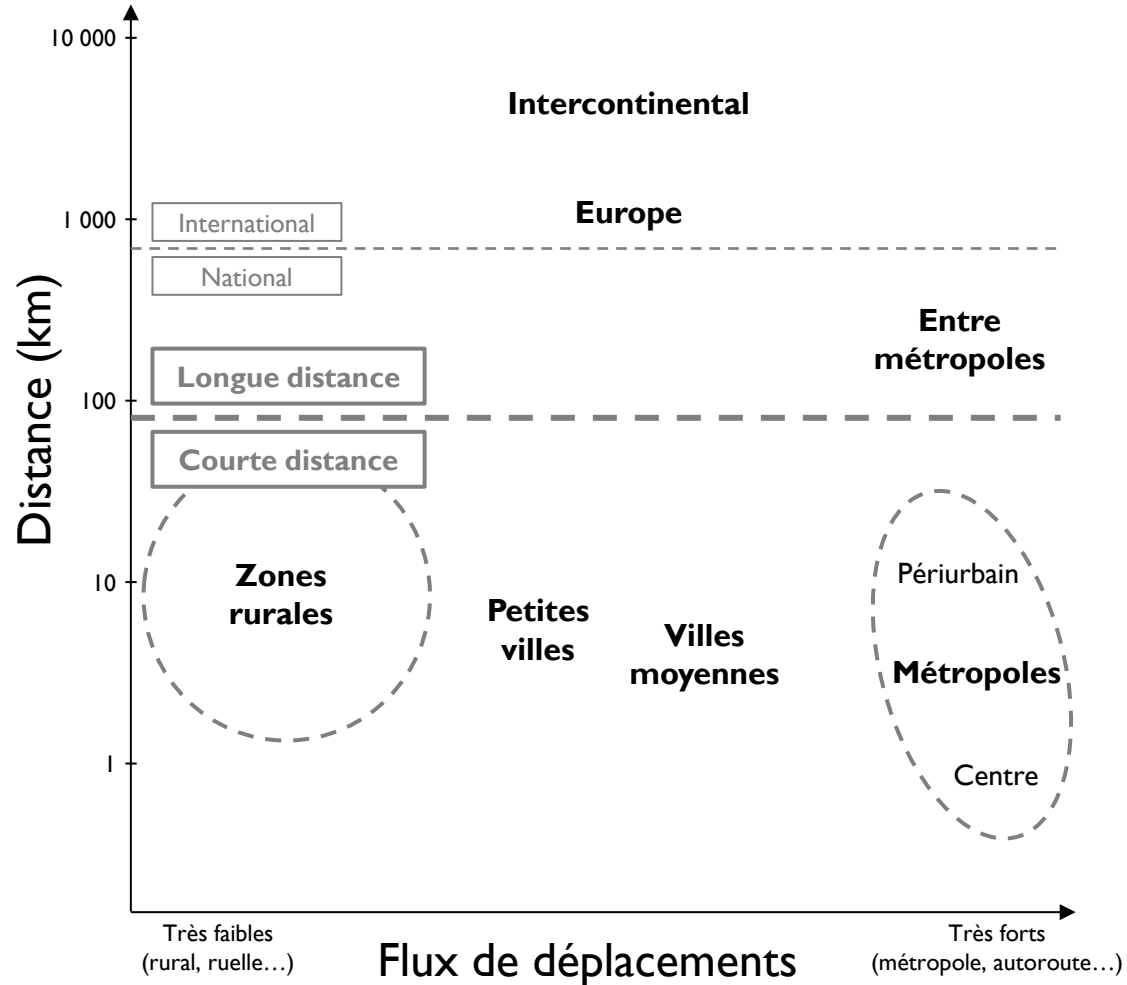 10 000
Intercontinental
1 000
International
Europe
National
Distance (km)
Entre
métropoles
Longue distance
100
Courte distance
Zones
rurales
10
Périurbain
Petites
villes
Villes
moyennes
Métropoles
1
Centre
Très faibles
(rural, ruelle…)
Flux de déplacements
Très forts
(métropole, autoroute…)